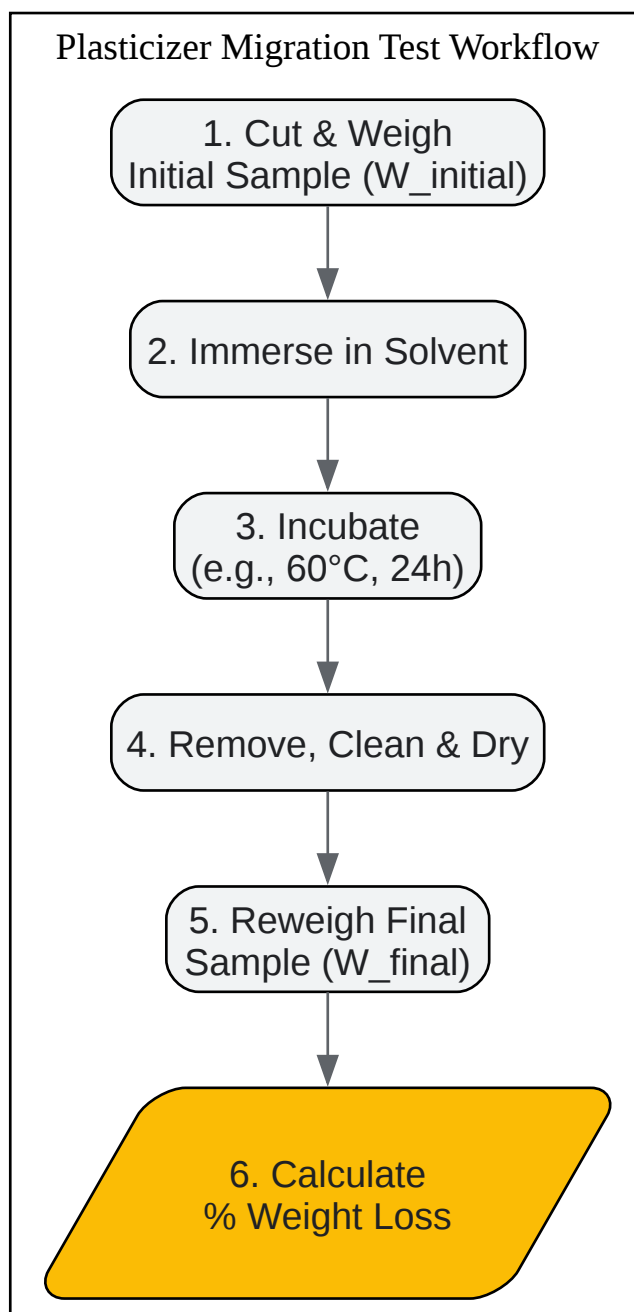 Plasticizer Migration Test Workflow
1. Cut & Weigh
Initial Sample (W_initial)
2. Immerse in Solvent
3. Incubate
(e.g., 60°C, 24h)
4. Remove, Clean & Dry
5. Reweigh Final
Sample (W_final)
6. Calculate
% Weight Loss